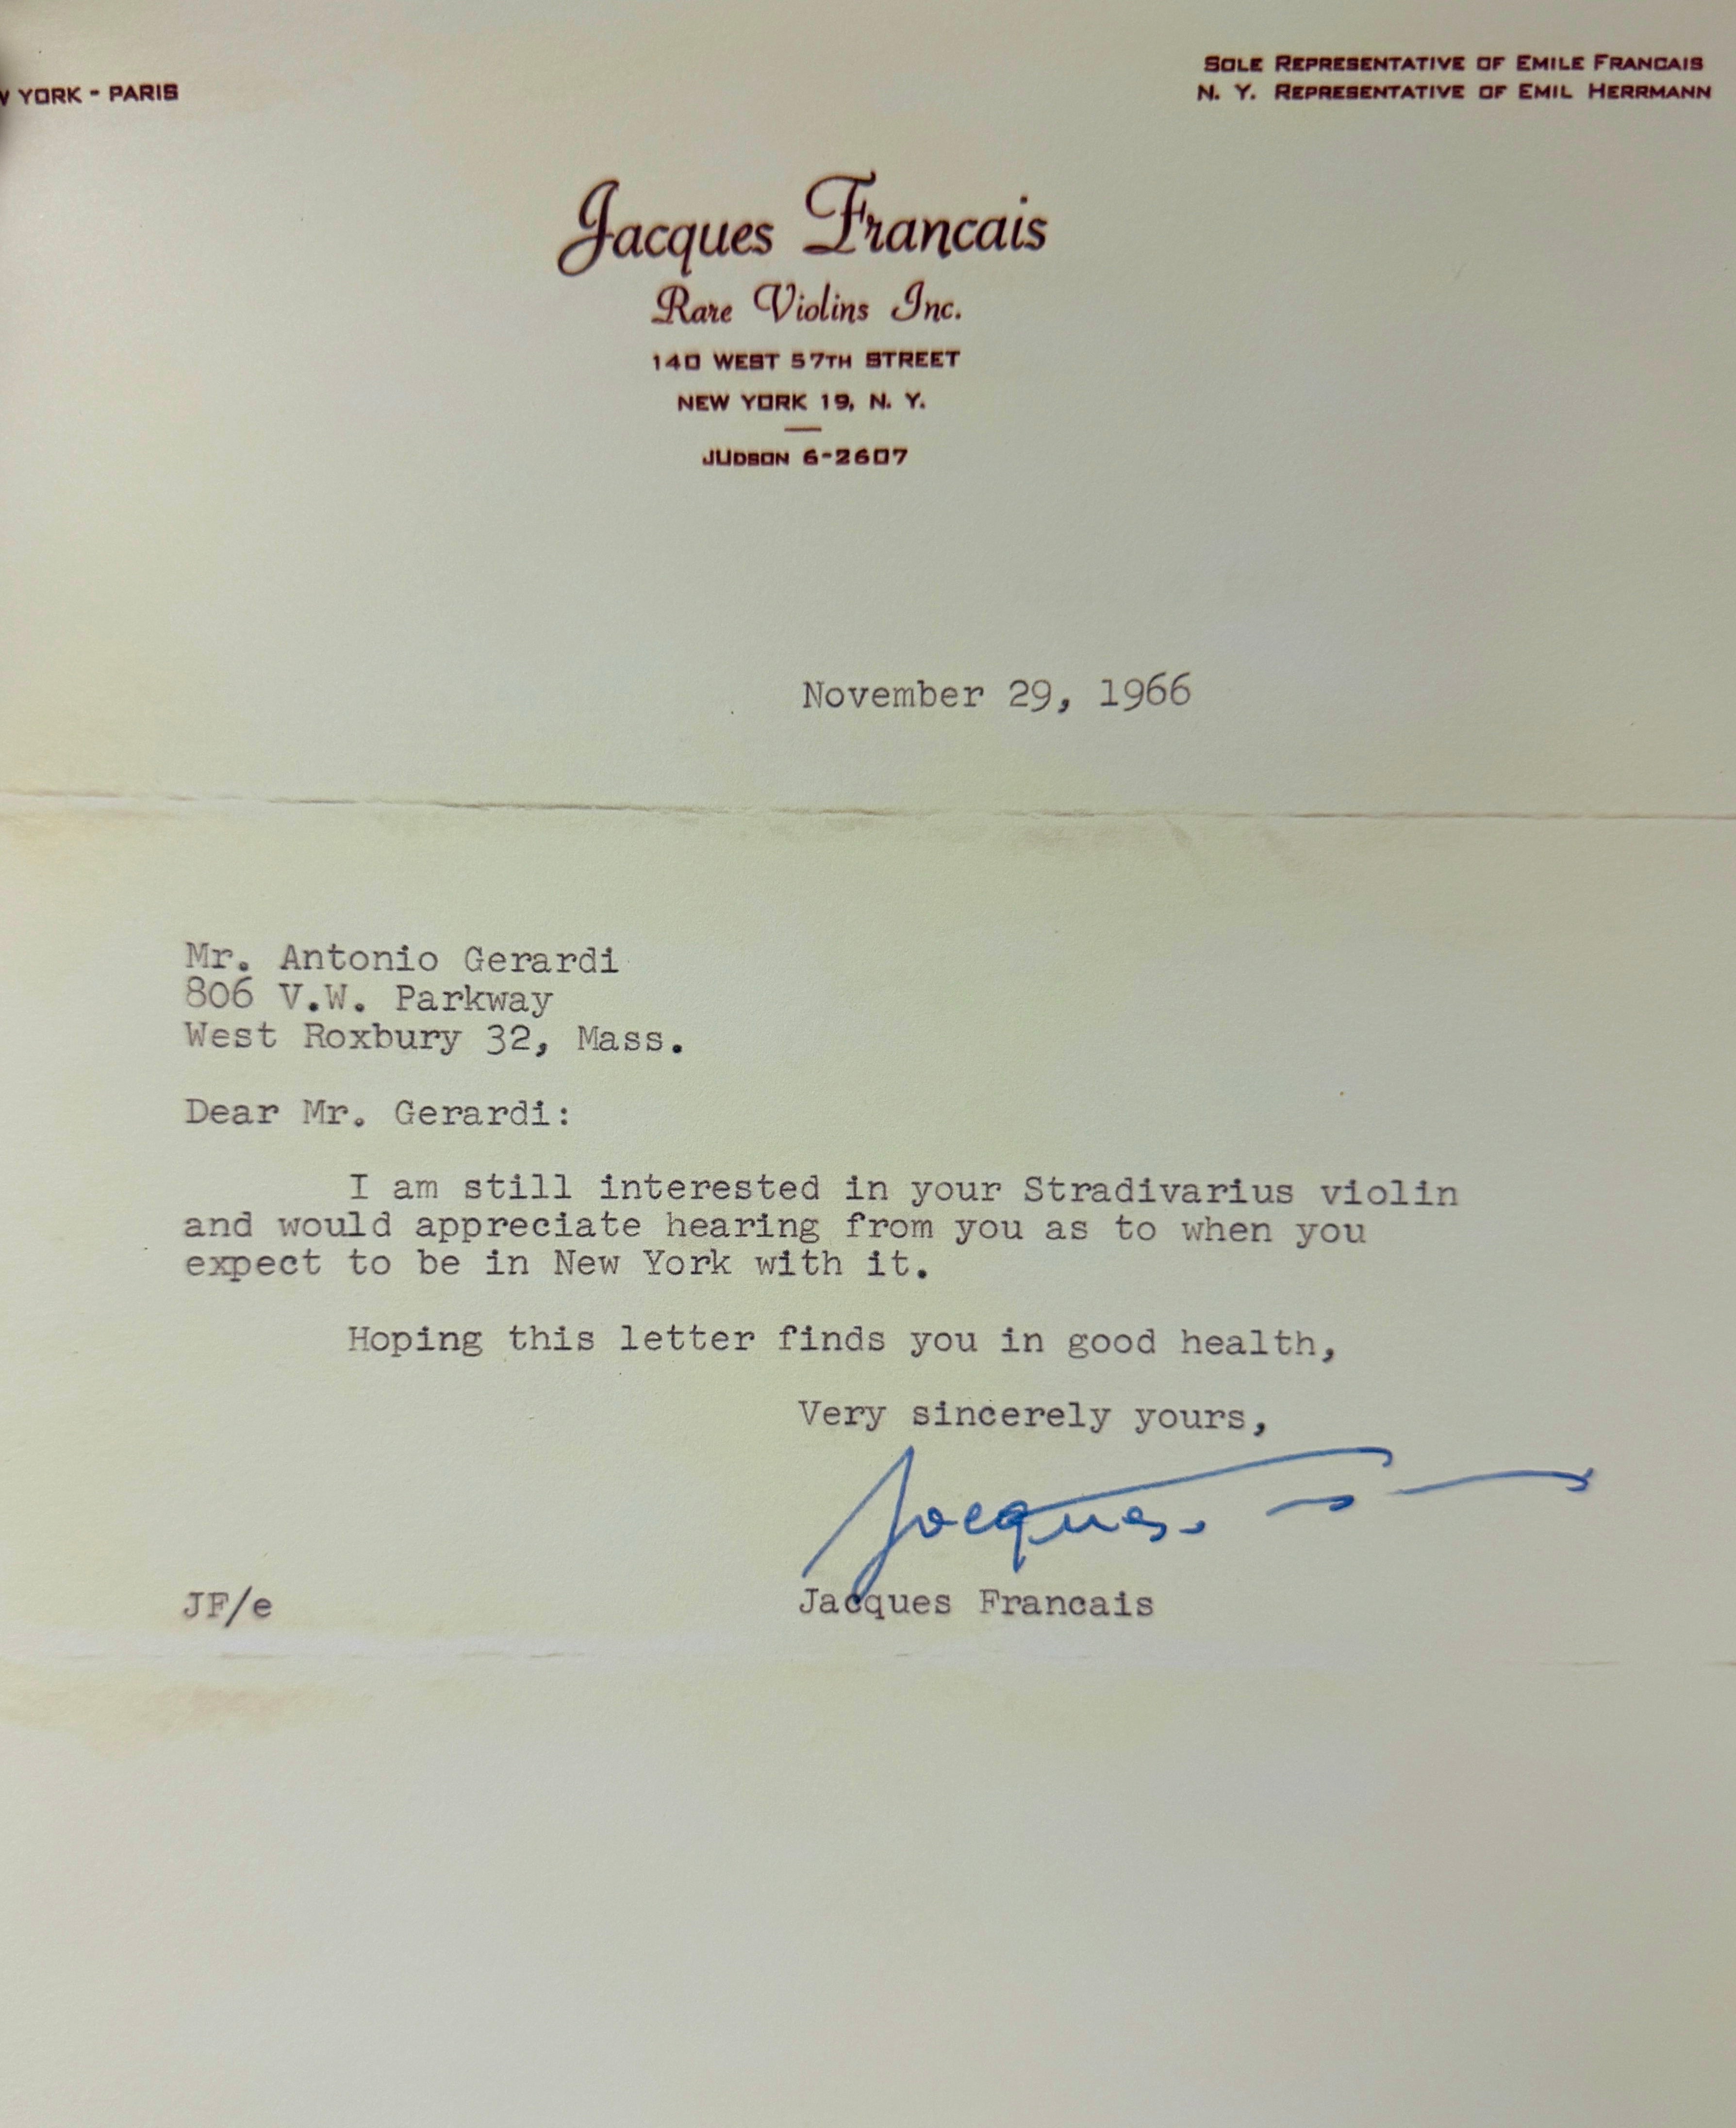 YORK - PARIS
SOLE REPRESENTATIVE OF EMILE FRANCAIS
N. Y. REPRESENTATIVE OF EMIL HERRMANN
Jacques Francais
Rare Violins Inc.
140 WEST 57TH STREET
NEW YORK 19, N. Y.
JUDSON 6-2607
November 29, 1966
Mr. Antonio Gerardi
806 V.W. Parkway
West Roxbury 32, Mass.
Dear Mr. Gerardi:
I am still interested in your Stradivarius violin
and would appreciate hearing from you as to when you
expect to be in New York with it.
Hoping this letter finds you in good health,
Very sincerely yours,
Jacques
JF/e
Jacques Francais